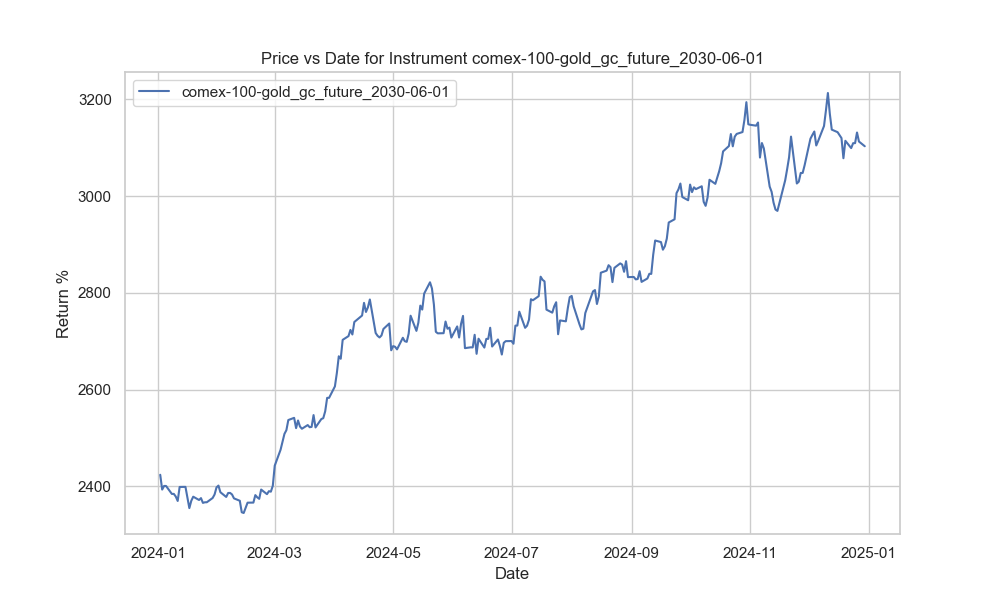 Price vs Date for Instrument comex-100-gold_gc_future_2030-06-01
comex-100-gold_gc_future_2030-06-01
Return %
3200
3000
2800
2600
2400
2024-01 2024-03 2024-05 2024-07 2024-09 2024-11 2025-01
Date